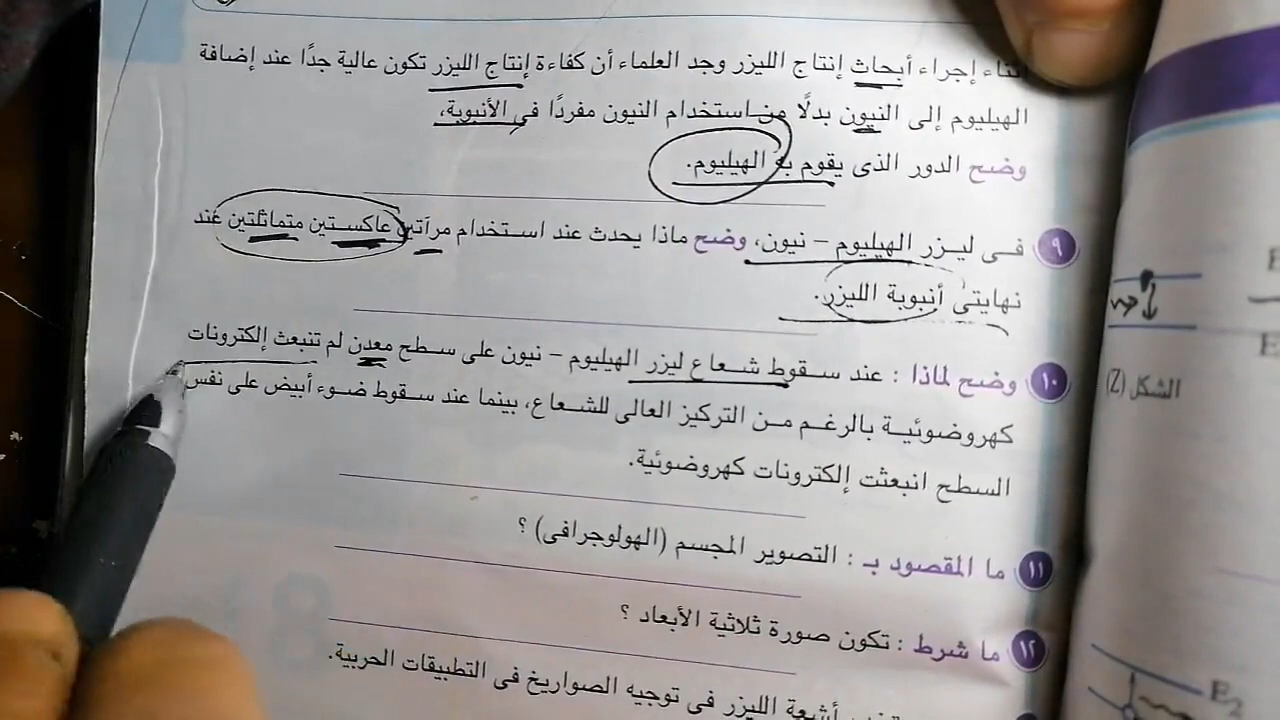 إجراء أبحاث إنتاج الليزر وجد العلماء أن كفاءة إنتاج الليزر تكون عالية جدًا عند إضافة
الهيليوم إلى النيون بدلًا من استخدام النيون مفردًا فى الأنبوبة،
وضح الدور الذى يقوم به الهيليوم.
٩ فى ليزر الهيليوم – نيون، وضح ماذا يحدث عند استخدام مرآتين عاكستين متماثلتين عند
نهايتى أنبوبة الليزر.
١٠ وضح لماذا : عند سقوط شعاع ليزر الهيليوم – نيون على سطح معدن لم تنبعث إلكترونات
كهروضوئية بالرغم من التركيز العالى للشعاع، بينما عند سقوط ضوء أبيض على نفس
السطح انبعثت إلكترونات كهروضوئية.
١١ ما المقصود بـ : التصوير المجسم (الهولوجرافى) ؟
١٢ ما شرط : تكون صورة ثلاثية الأبعاد ؟
أشعة الليزر فى توجيه الصواريخ فى التطبيقات الحربية.
الشكل (Z)
E₂